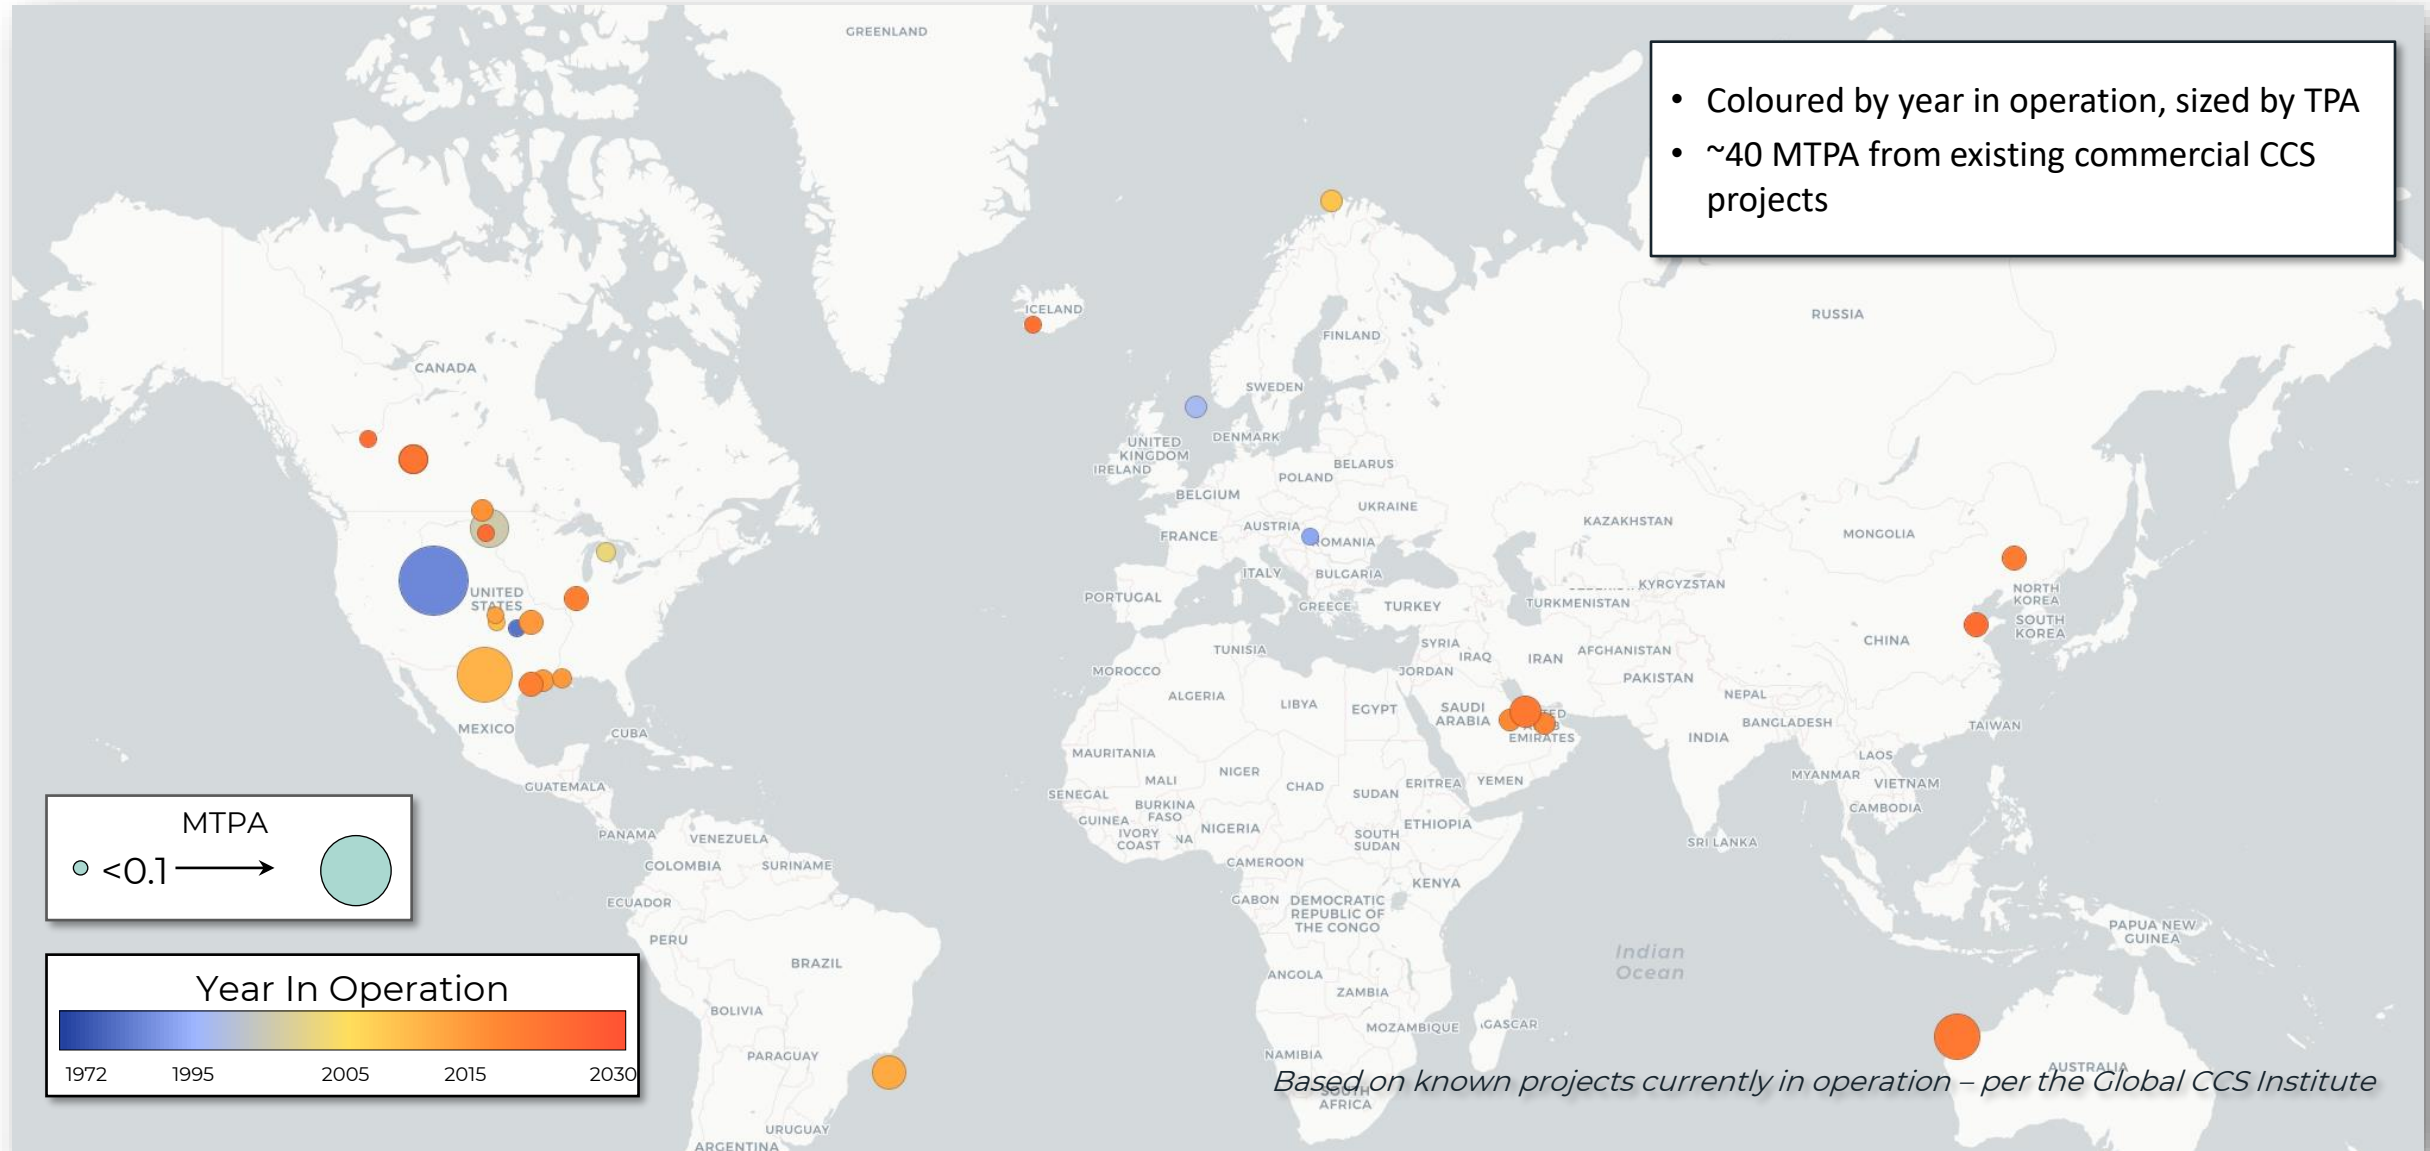 GREENLAND
• Coloured by year in operation, sized by TPA
• ~40 MTPA from existing commercial CCS
projects
ICELAND
RUSSIA
FINLAND
CANADA
SWEDEN
DENMARK
UNITED
KINGDOM
IRELAND
BELARUS
POLAND
BELGIUM
UKRAINE
KAZAKHSTAN
AUSTRIA
FRANCE
OMANIA
MONGOLIA
ITALY
BULGARIA
KYRGYZSTAN
UNITED
STATES
PORTUGAL
GREECE
TURKEY
TURKMENISTAN
NORTH
KOREA
SOUTH
KOREA
CHINA
SYRIA
TUNISIA
IRAQ
IRAN
AFGHANISTAN
MOROCCO
JORDAN
PAKISTAN
ALGERIA
LIBYA
EGYPT
NEPAL
SAUDI
ARABIA
TED
B
EMIRATES
BANGLADESH
TAIWAN
MEXICO
CUBA
INDIA
MAURITANIA
LAOS
MALI
NIGER
CHAD
SUDAN
ERITREA
YEMEN
MYANMAR
VIETNAM
GUATEMALA
SENEGAL
BURKINA
FASO
CAMBODIA
GUINEA
IVORY
COAST
NA
NIGERIA
SOUTH
SUDAN
ETHIOPIA
SRI LANKA
PANAMA
VENEZUELA
MTPA
<0.1
COLOMBIA
SURINAME
CAMEROON
KENYA
ECUADOR
GABON
DEMOCRATIC
REPUBLIC OF
THE CONGO
PERU
BRAZIL
PAPUA NEW
GUINEA
Indian
Ocean
ANGOLA
ZAMBIA
Year In Operation
1972 1995 2005 2015 2030
BOLIVIA
MOZAMBIQUE
GASCAR
PARAGUAY
NAMIBIA
AUSTRALIA
Based on known projects currently in operation – per the Global CCS Institute
SOUTH
AFRICA
URUGUAY
ARGENTINA